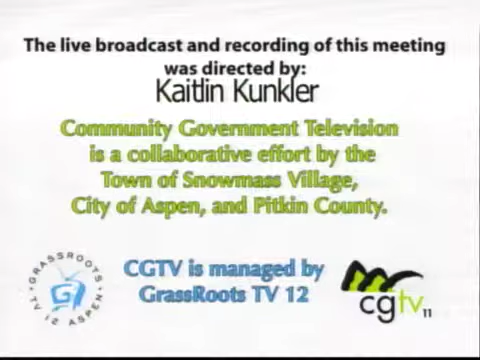 The live broadcast and recording of this meeting
was directed by:
Kaitlin Kunkler
Community Government Television
is a collaborative effort by the
Town of Snowmass Village,
City of Aspen, and Pitkin County.
CGTV is managed by
GrassRoots TV 12
GRASSROOTS TV 12 ASPEN
G
cgtv11